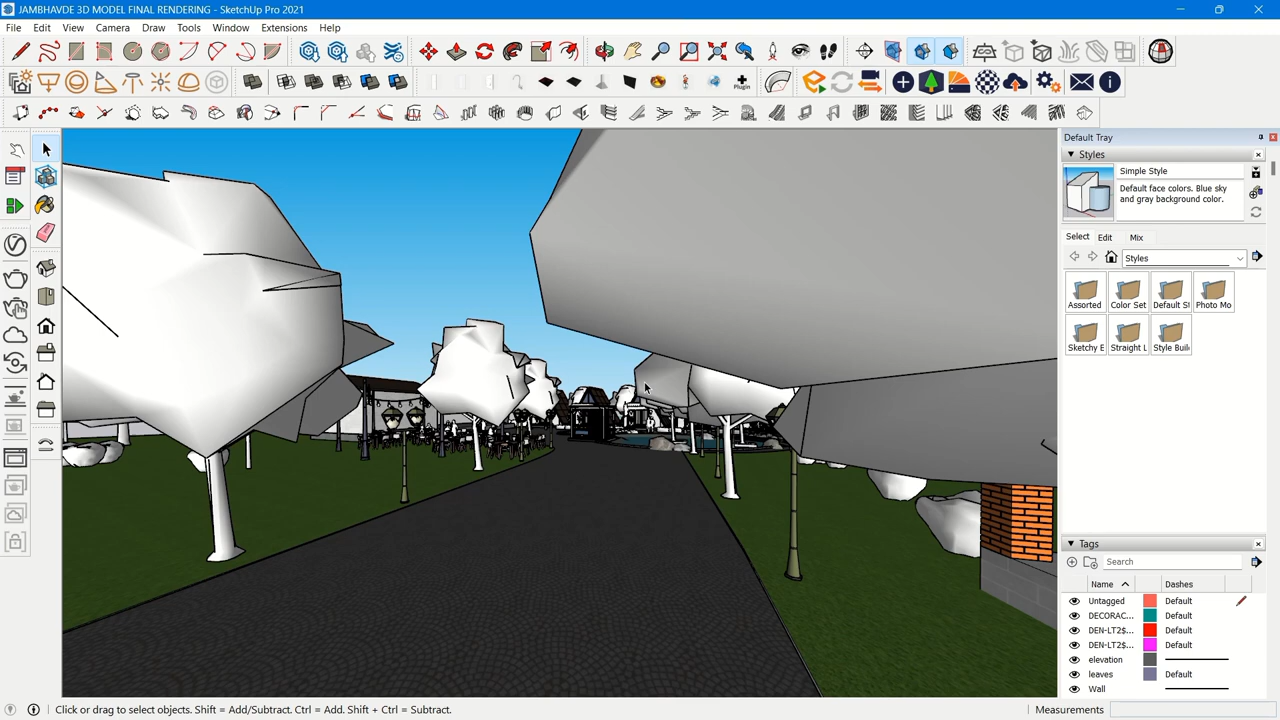 JAMBHAVDE 3D MODEL FINAL RENDERING - SketchUp Pro 2021
File Edit View Camera Draw Tools Window Extensions Help
Plugin
Default Tray
Styles
Simple Style
Default face colors. Blue sky
and gray background color.
Select Edit Mix
Styles
Assorted Color Set Default S Photo Mo
Sketchy E Straight L Style Buil
Tags
Search
Name Dashes
Untagged Default
DECORAC... Default
DEN-LT2$... Default
DEN-LT2$... Default
elevation
leaves Default
Wall
Click or drag to select objects. Shift = Add/Subtract. Ctrl = Add. Shift + Ctrl = Subtract.
Measurements